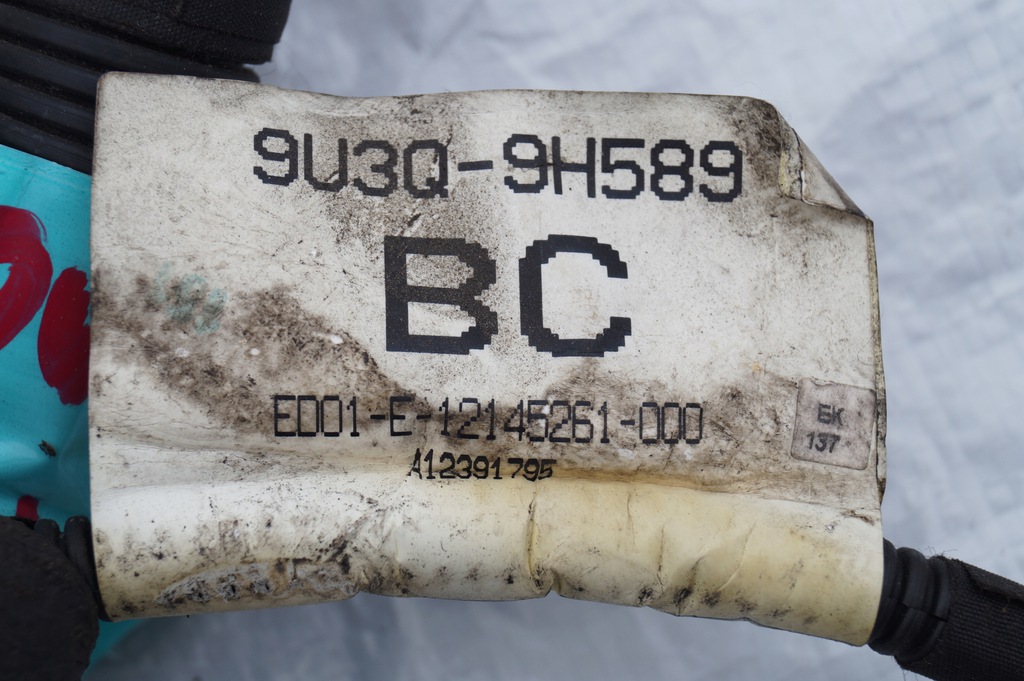 9U3Q-9H589
BC
ED01-E-12145261-000
A12391795
EK
137